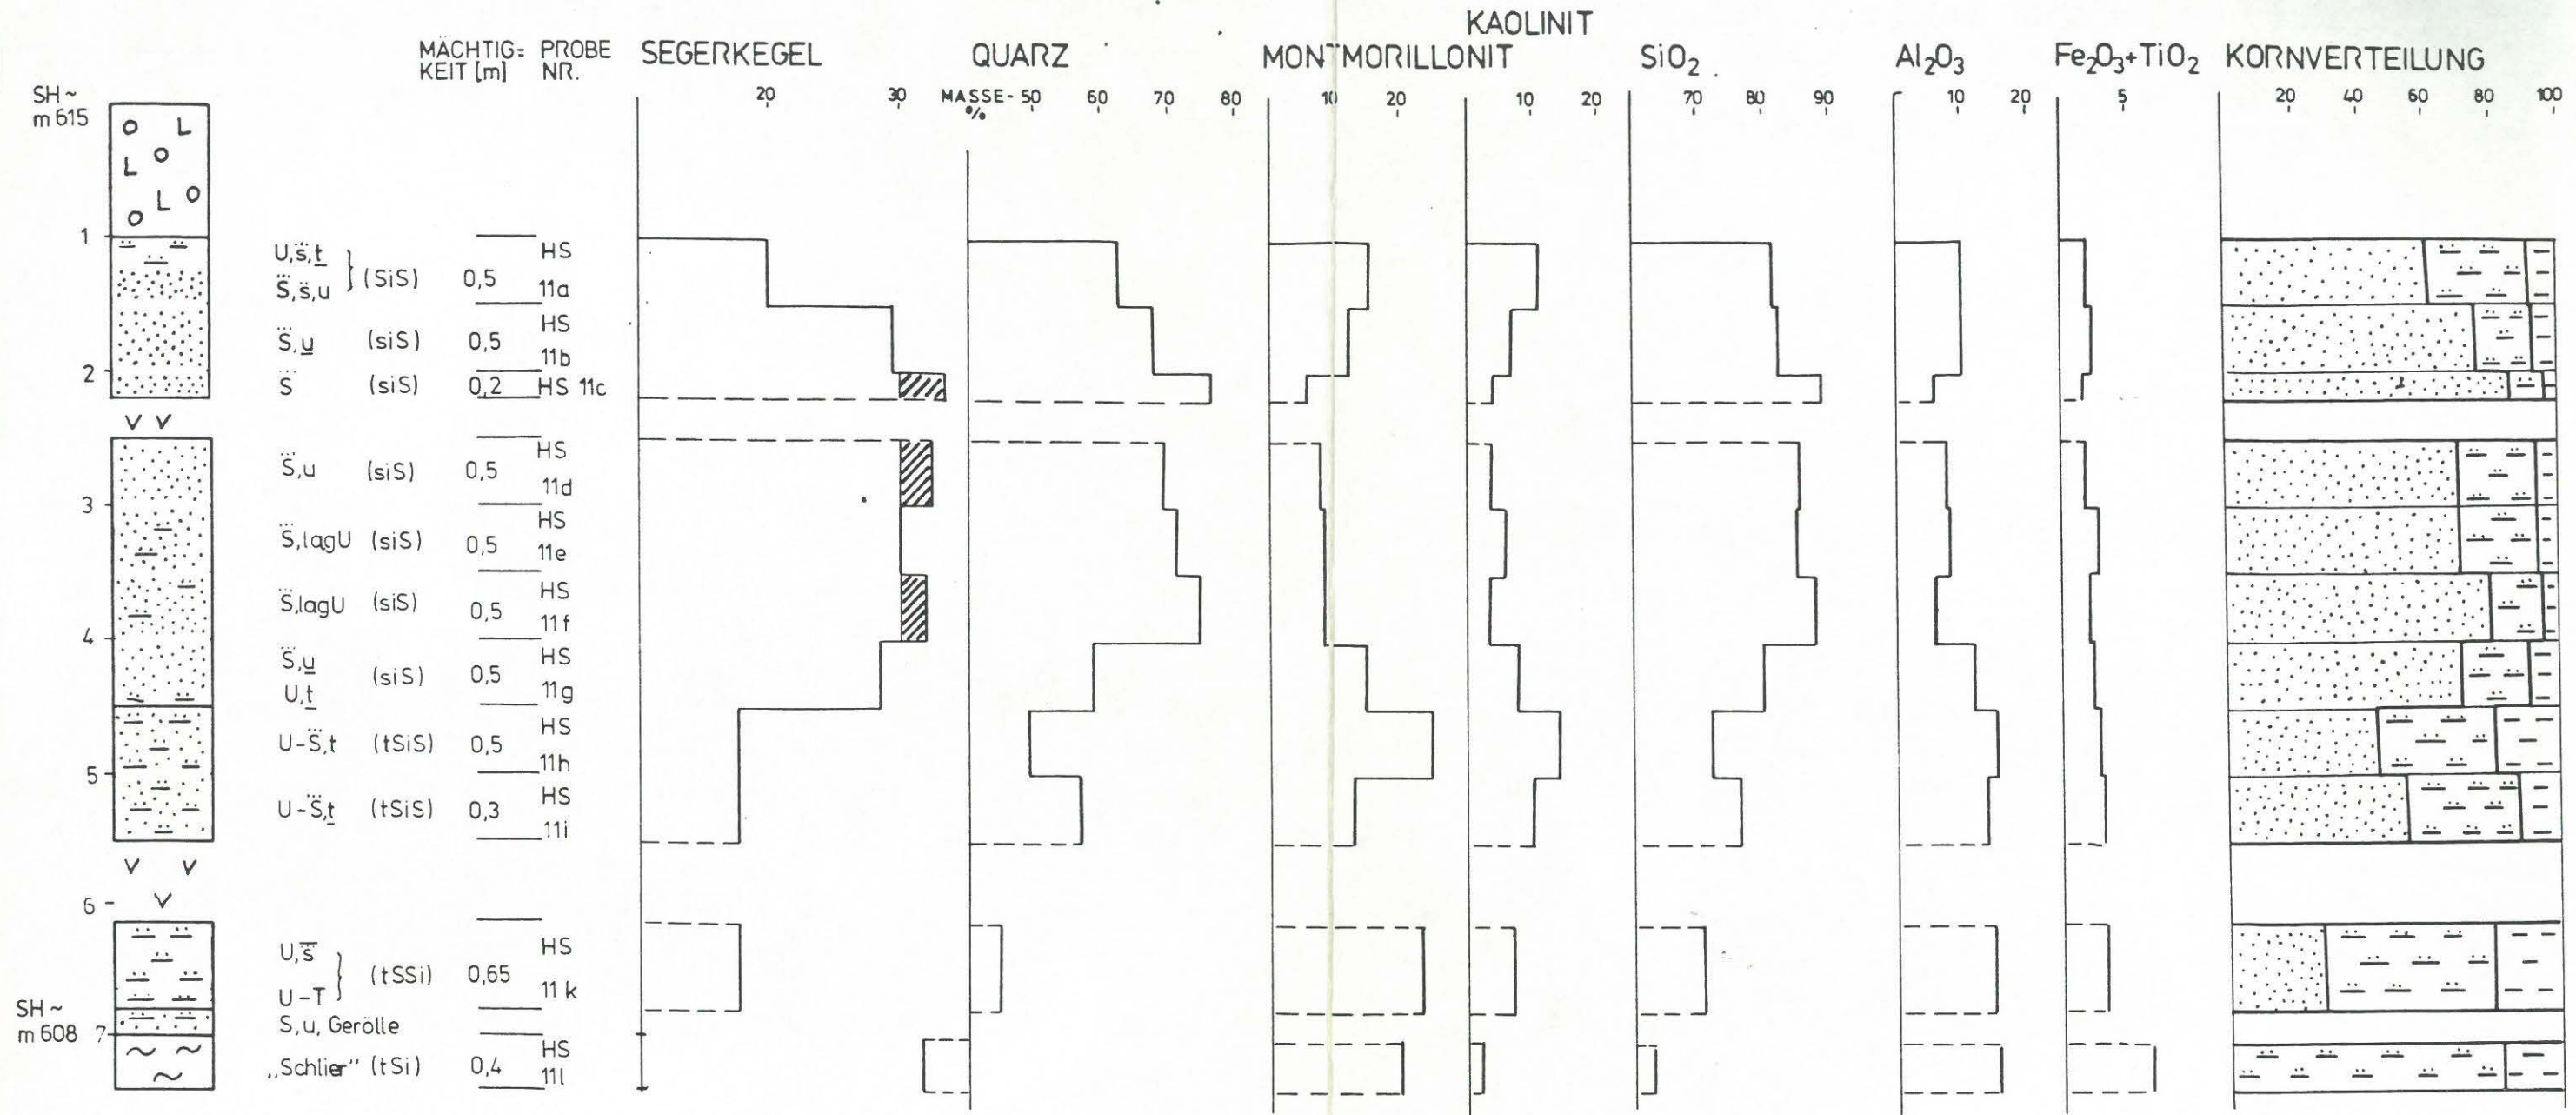 KAOLINIT
MÄCHTIG= PROBE SEGERKEGEL QUARZ MONTMORILLONIT SiO₂ Al₂O₃ Fe₂O₃+TiO₂ KORNVERTEILUNG
KEIT [m] NR.
20 30 MASSE- 50 60 70 80 10 20 10 20 70 80 90 10 20 5 20 40 60 80 100
%
SH ~
m 615
O L
L O
L O
O
1
U,s̈,t̲ HS
S̈,s̈,u } (SiS) 0,5 11a
S̈,u̲ (siS) 0,5 HS
11b
2
S̈ (siS) 0,2 HS 11c
V V
S̈,u (siS) 0,5 HS
11d
3
S̈,lagU (siS) 0,5 HS
11e
S̈,lagU (siS) 0,5 HS
11f
4
S̈,u̲ HS
U,t̲ (siS) 0,5 11g
U-S̈,t (tSiS) 0,5 HS
11h
5
U-S̈,t̲ (tSiS) 0,3 HS
11i
V V
6 V
U,s̄̈ HS
U-T } (tSSi) 0,65 11k
SH ~
m 608 7
S,u, Gerölle
„Schlier" (tSi) 0,4 HS
11l